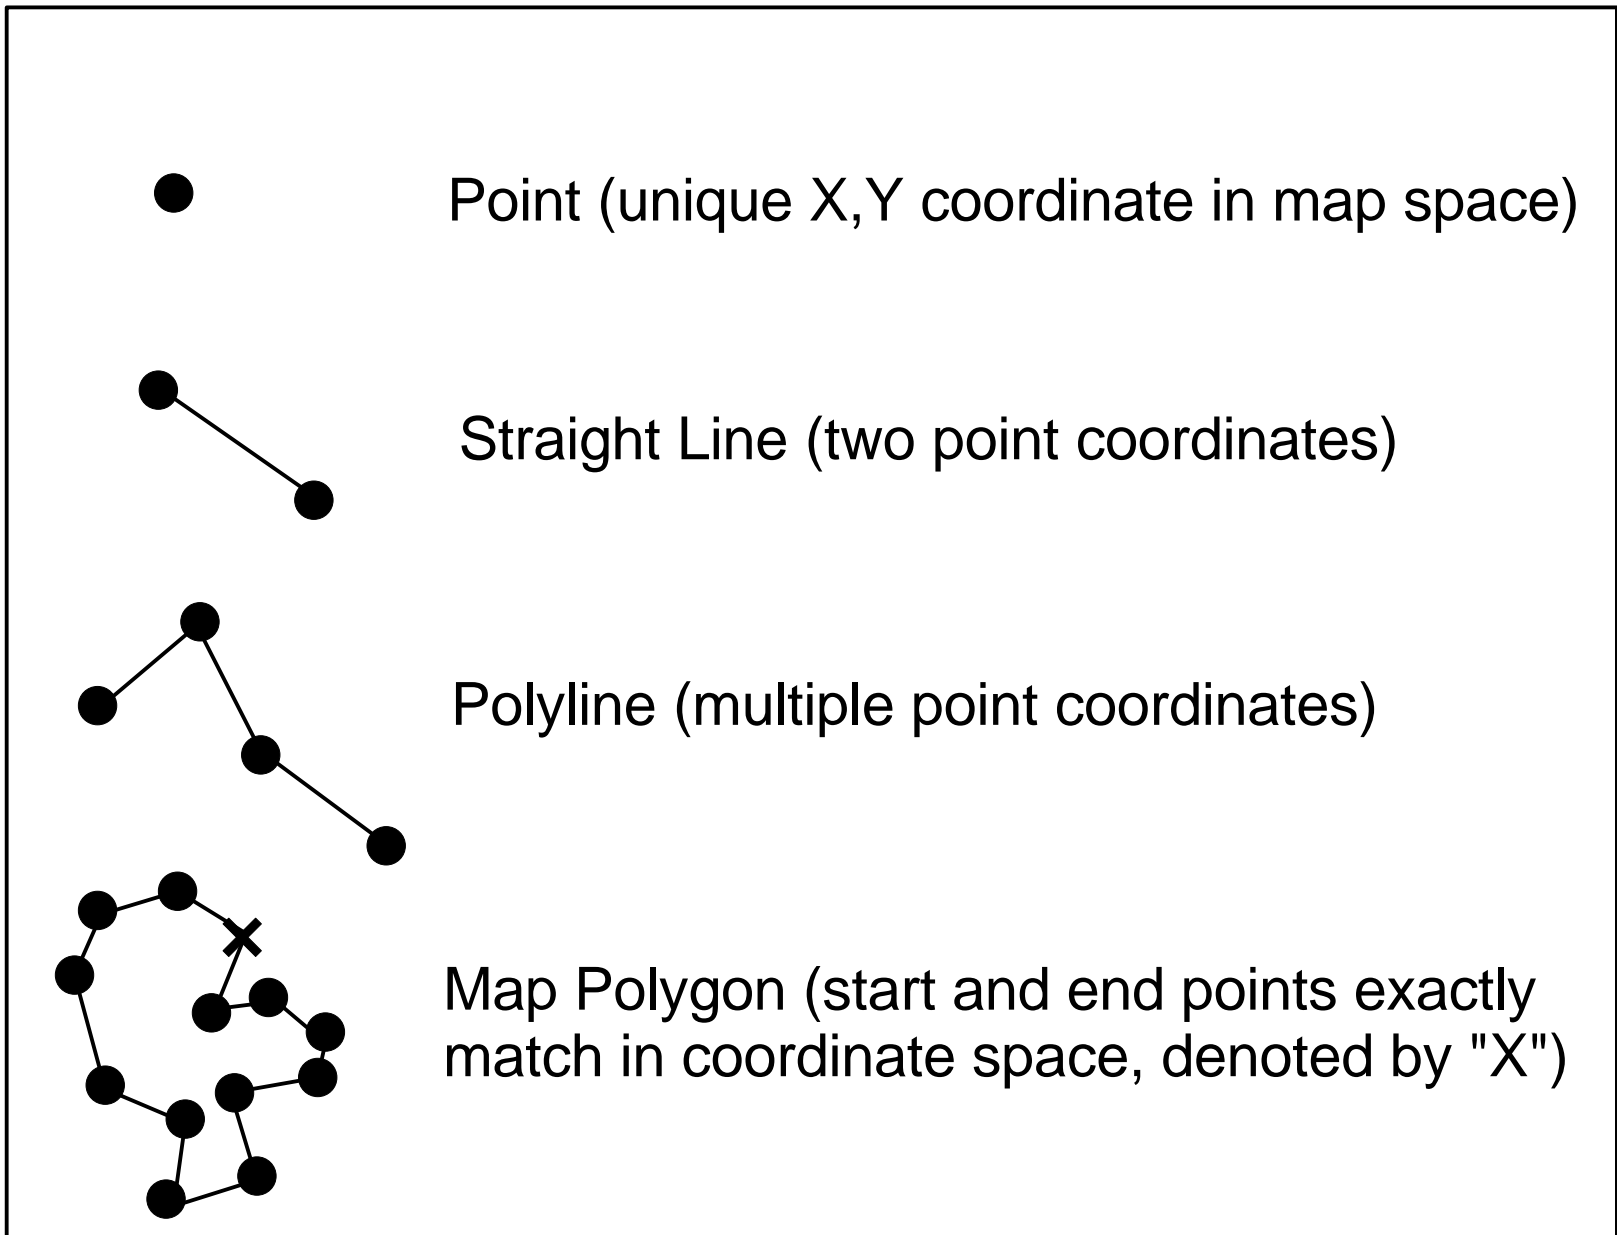 Point (unique X,Y coordinate in map space)
Straight Line (two point coordinates)
Polyline (multiple point coordinates)
Map Polygon (start and end points exactly
match in coordinate space, denoted by "X")